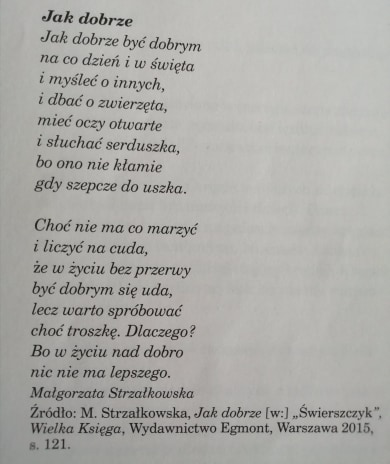 Jak dobrze
Jak dobrze być dobrym
na co dzień i w święta
i myśleć o innych,
i dbać o zwierzęta,
mieć oczy otwarte
i słuchać serduszka,
bo ono nie kłamie
gdy szepcze do uszka.

Choć nie ma co marzyć
i liczyć na cuda,
że w życiu bez przerwy
być dobrym się uda,
lecz warto spróbować
choć troszkę. Dlaczego?
Bo w życiu nad dobro
nic nie ma lepszego.
Małgorzata Strzałkowska
Źródło: M. Strzałkowska, Jak dobrze [w:] „Świerszczyk",
Wielka Księga, Wydawnictwo Egmont, Warszawa 2015,
s. 121.